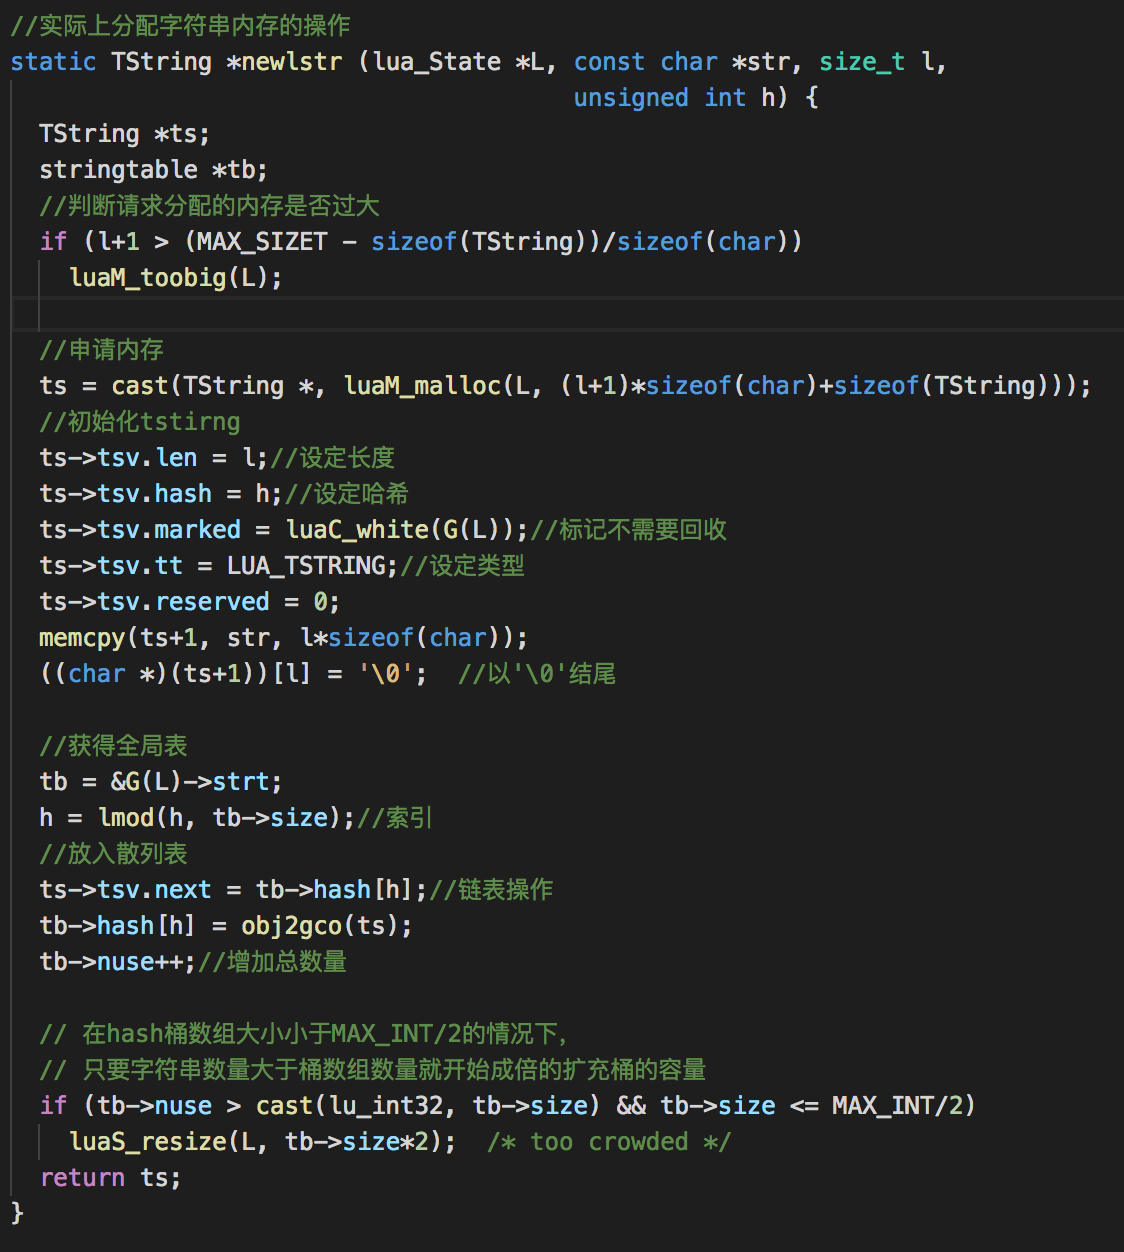 //实际上分配字符串内存的操作
static TString *newlstr (lua_State *L, const char *str, size_t l,
                                       unsigned int h) {
  TString *ts;
  stringtable *tb;
  //判断请求分配的内存是否过大
  if (l+1 > (MAX_SIZET - sizeof(TString))/sizeof(char))
    luaM_toobig(L);

  //申请内存
  ts = cast(TString *, luaM_malloc(L, (l+1)*sizeof(char)+sizeof(TString)));
  //初始化tstirng
  ts->tsv.len = l;//设定长度
  ts->tsv.hash = h;//设定哈希
  ts->tsv.marked = luaC_white(G(L));//标记不需要回收
  ts->tsv.tt = LUA_TSTRING;//设定类型
  ts->tsv.reserved = 0;
  memcpy(ts+1, str, l*sizeof(char));
  ((char *)(ts+1))[l] = '\0';  //以'\0'结尾

  //获得全局表
  tb = &G(L)->strt;
  h = lmod(h, tb->size);//索引
  //放入散列表
  ts->tsv.next = tb->hash[h];//链表操作
  tb->hash[h] = obj2gco(ts);
  tb->nuse++;//增加总数量

  // 在hash桶数组大小小于MAX_INT/2的情况下，
  // 只要字符串数量大于桶数组数量就开始成倍的扩充桶的容量
  if (tb->nuse > cast(lu_int32, tb->size) && tb->size <= MAX_INT/2)
    luaS_resize(L, tb->size*2);  /* too crowded */
  return ts;
}